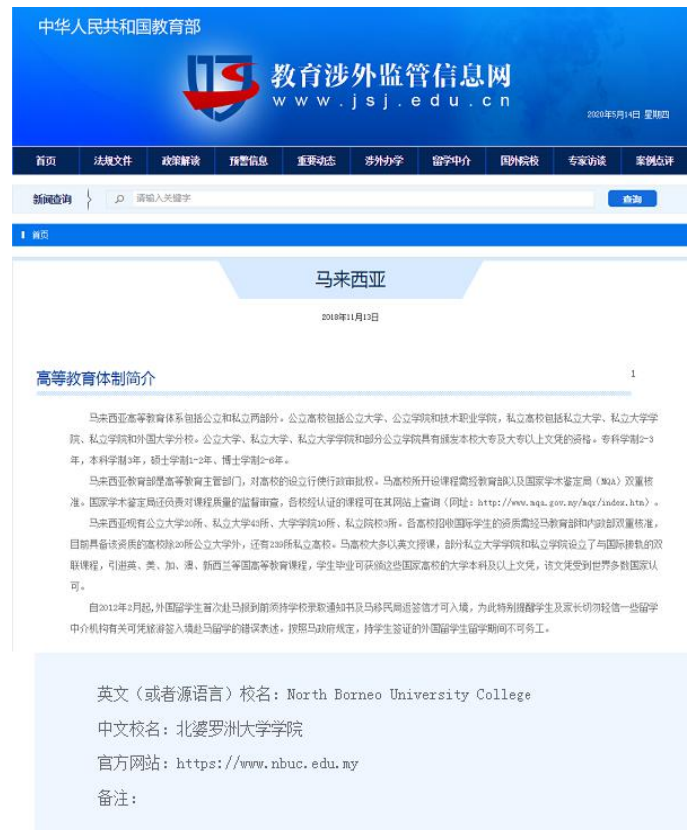 中华人民共和国教育部
教育涉外监管信息网
www.jsj.edu.cn
2020年5月14日 星期四
首页 法规文件 政策解读 预警信息 重要动态 涉外办学 留学中介 国外院校 专家访谈 案例点评
新闻查询 请输入关键字 查询
首页
马来西亚
2018年11月13日
高等教育体制简介 1
马来西亚高等教育体系包括公立和私立两部分。公立高校包括公立大学、公立学院和技术职业学院，私立高校包括私立大学、私立大学学
院、私立学院和外国大学分校。公立大学、私立大学、私立大学学院和部分公立学院具有颁发本校大专及大专以上文凭的资格。专科学制2-3
年，本科学制3年，硕士学制1-2年、博士学制2-6年。
马来西亚教育部是高等教育主管部门，对高校的设立行使行政审批权。马高校所开设课程需经教育部以及国家学术鉴定局（MQA）双重核
准。国家学术鉴定局还负责对课程质量的监督审查，各校经认证的课程可在其网站上查询（网址：http://www.mqa.gov.my/mqr/index.htm）。
马来西亚现有公立大学20所、私立大学43所、大学学院10所、私立院校3所。各高校招收国际学生的资质需经马教育部和内政部双重核准，
目前具备该资质的高校除20所公立大学外，还有239所私立高校。马高校大多以英文授课，部分私立大学学院和私立学院设立了与国际接轨的双
联课程，引进英、美、加、澳、新西兰等国高等教育课程，学生毕业可获颁这些国家高校的大学本科及以上文凭，该文凭受到世界多数国家认
可。
自2012年2月起，外国留学生首次赴马报到前须持学校录取通知书及马移民局返签信才可入境，为此特别提醒学生及家长切勿轻信一些留学
中介机构有关可凭旅游签入境赴马留学的错误表述。按照马政府规定，持学生签证的外国留学生留学期间不可务工。
英文（或者源语言）校名：North Borneo University College
中文校名：北婆罗洲大学学院
官方网站：https://www.nbuc.edu.my
备注：